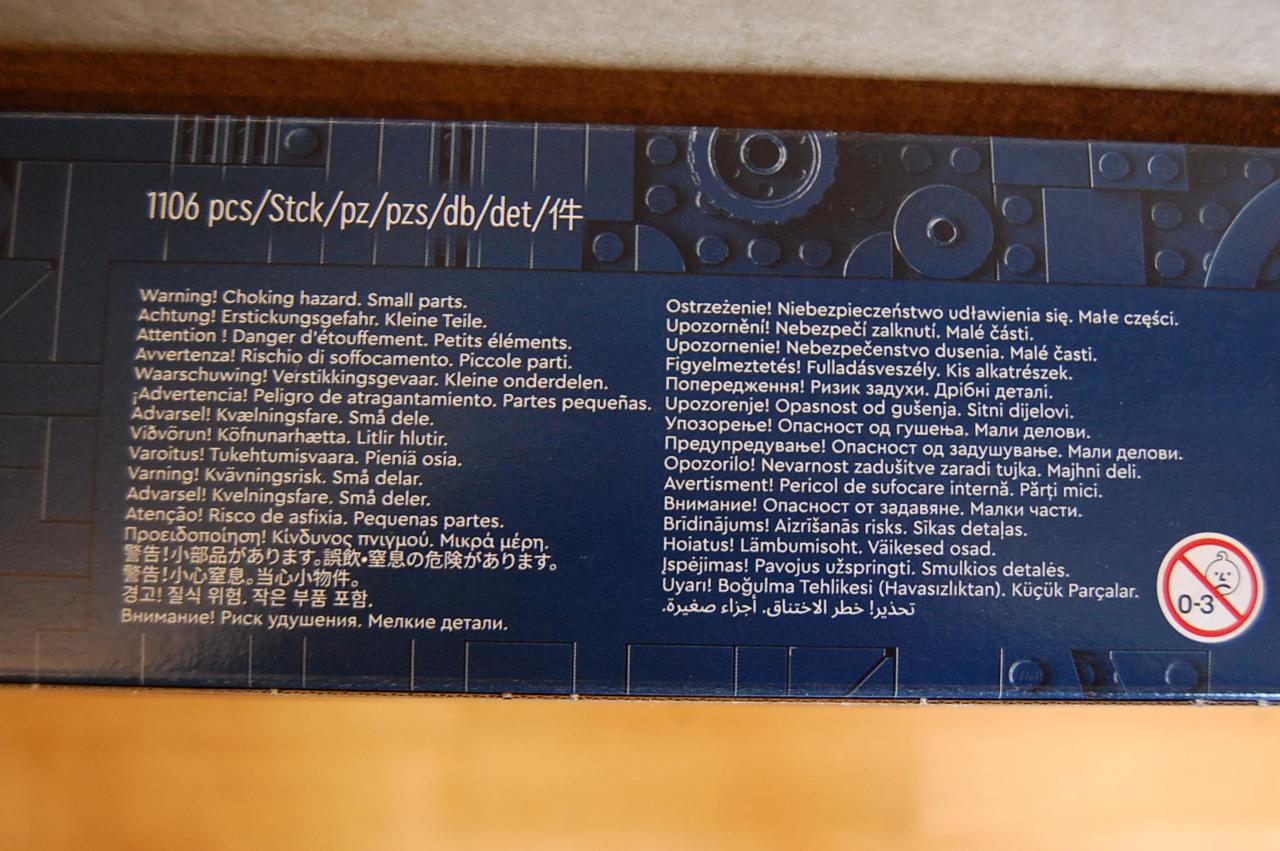 1106 pcs/Stck/pz/pzs/db/det/件
Warning! Choking hazard. Small parts.
Achtung! Erstickungsgefahr. Kleine Teile.
Attention ! Danger d'étouffement. Petits éléments.
Avvertenza! Rischio di soffocamento. Piccole parti.
Waarschuwing! Verstikkingsgevaar. Kleine onderdelen.
¡Advertencia! Peligro de atragantamiento. Partes pequeñas.
Advarsel! Kvælningsfare. Små dele.
Viðvörun! Köfnunarhætta. Litlir hlutir.
Varoitus! Tukehtumisvaara. Pieniä osia.
Varning! Kvävningsrisk. Små delar.
Advarsel! Kvelningsfare. Små deler.
Atenção! Risco de asfixia. Pequenas partes.
Προειδοποίηση! Κίνδυνος πνιγμού. Μικρά μέρη.
警告!小部品があります。誤飲•窒息の危険があります。
警告!小心窒息。当心小物件。
경고! 질식 위험. 작은 부품 포함.
Внимание! Риск удушения. Мелкие детали.
Ostrzeżenie! Niebezpieczeństwo udławienia się. Małe części.
Upozornění! Nebezpečí zalknutí. Malé části.
Upozornenie! Nebezpečenstvo dusenia. Malé časti.
Figyelmeztetés! Fulladásveszély. Kis alkatrészek.
Попередження! Ризик задухи. Дрібні деталі.
Upozorenje! Opasnost od gušenja. Sitni dijelovi.
Упозорење! Опасност од гушења. Мали делови.
Предупредување! Опасност од задушување. Мали делови.
Opozorilo! Nevarnost zadušitve zaradi tujka. Majhni deli.
Avertisment! Pericol de sufocare internă. Părți mici.
Внимание! Опасност от задавяне. Малки части.
Brīdinājums! Aizrīšanās risks. Sīkas detaļas.
Hoiatus! Lämbumisoht. Väikesed osad.
Įspėjimas! Pavojus užspringti. Smulkios detalės.
Uyarı! Boğulma Tehlikesi (Havasızlıktan). Küçük Parçalar.
تحذير! خطر الاختناق. أجزاء صغيرة.
0-3